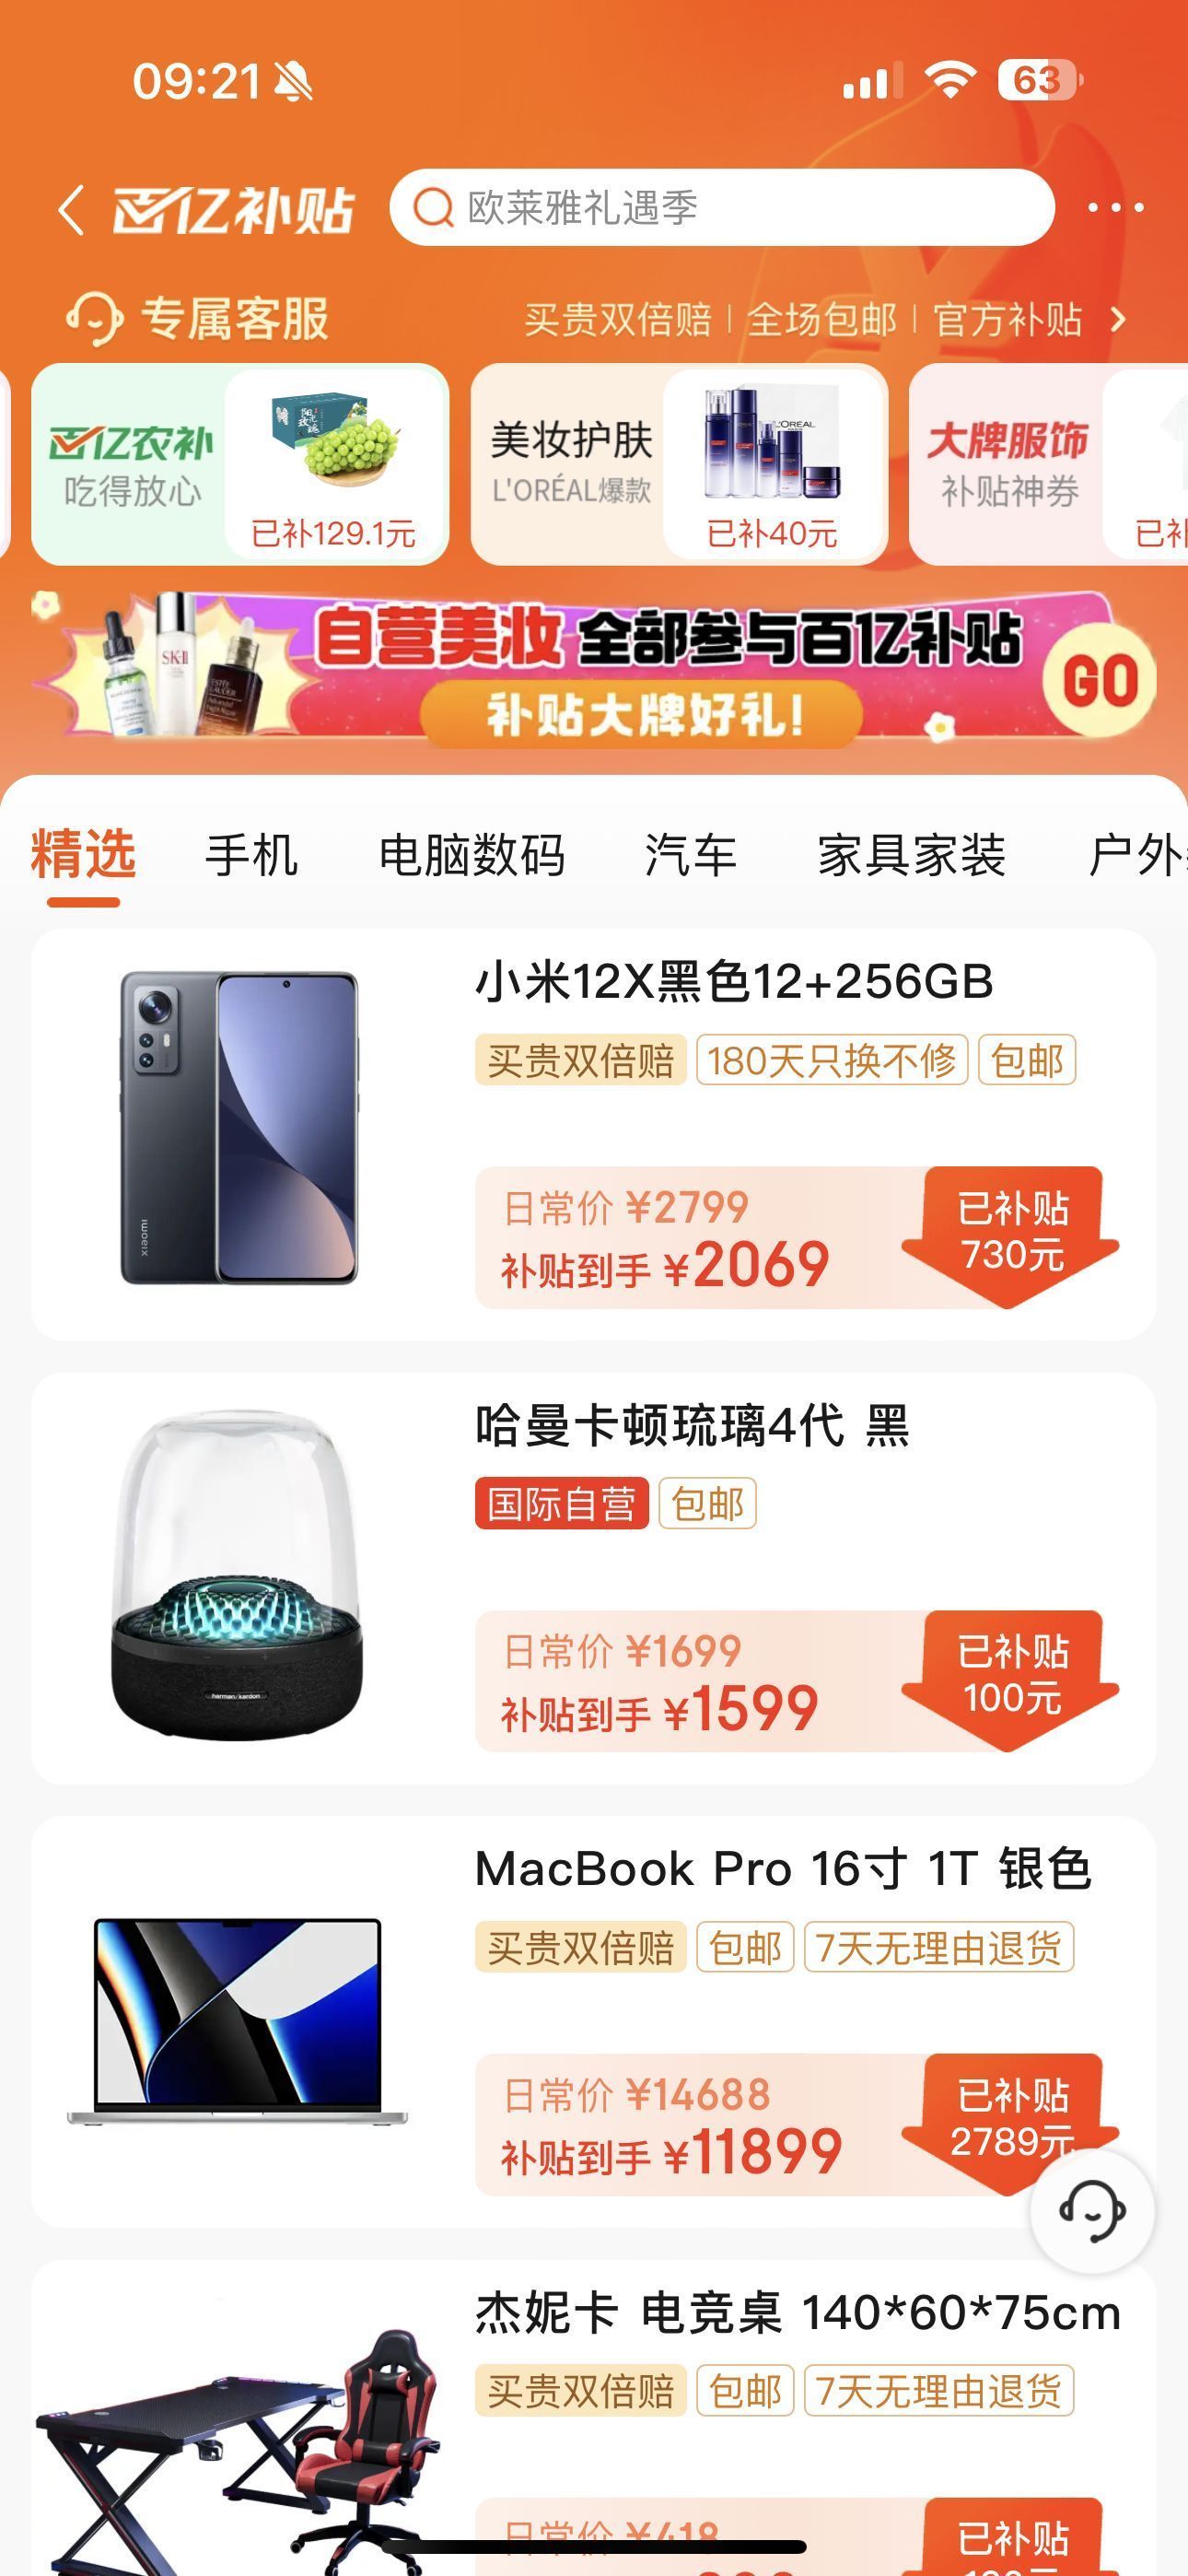 09:21
63
百亿补贴
欧莱雅礼遇季
专属客服
买贵双倍赔 | 全场包邮 | 官方补贴
百亿农补
吃得放心
已补129.1元
美妆护肤
L'ORÉAL爆款
L'ORÉAL
已补40元
大牌服饰
补贴神券
已补
SK-II
自营美妆 全部参与百亿补贴
补贴大牌好礼!
GO
精选 手机 电脑数码 汽车 家具家装 户外
小米12X黑色12+256GB
买贵双倍赔 180天只换不修 包邮
日常价 ¥2799
补贴到手 ¥2069
已补贴
730元
xiaomi
哈曼卡顿琉璃4代 黑
国际自营 包邮
日常价 ¥1699
补贴到手 ¥1599
已补贴
100元
harman/kardon
MacBook Pro 16寸 1T 银色
买贵双倍赔 包邮 7天无理由退货
日常价 ¥14688
补贴到手 ¥11899
已补贴
2789元
杰妮卡 电竞桌 140*60*75cm
买贵双倍赔 包邮 7天无理由退货
日常价 ¥418
已补贴